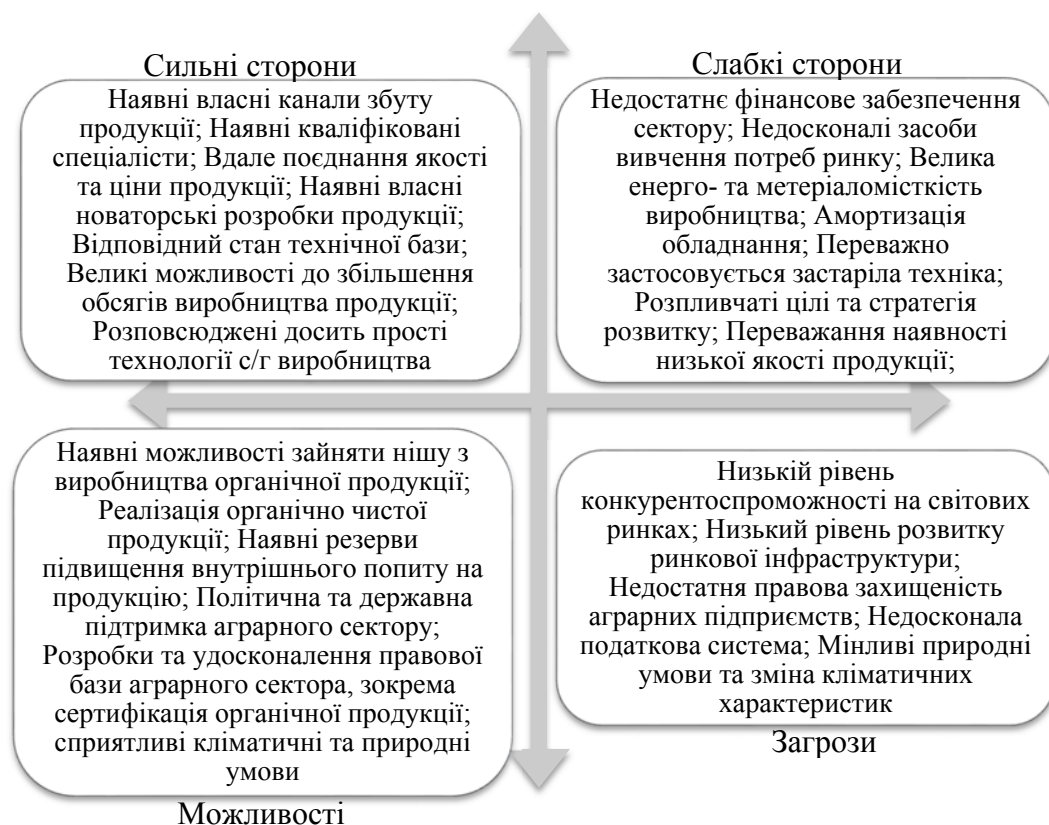 Сильні сторони
Наявні власні канали збуту
продукції; Наявні кваліфіковані
спеціалісти; Вдале поєднання якості
та ціни продукції; Наявні власні
новаторські розробки продукції;
Відповідний стан технічної бази;
Великі можливості до збільшення
обсягів виробництва продукції;
Розповсюджені досить прості
технології с/г виробництва
Слабкі сторони
Недостатнє фінансове забезпечення
сектору; Недосконалі засоби
вивчення потреб ринку; Велика
енерго- та метеріаломісткість
виробництва; Амортизація
обладнання; Переважно
застосовується застаріла техніка;
Розпливчаті цілі та стратегія
розвитку; Переважання наявності
низької якості продукції;
Наявні можливості зайняти нішу з
виробництва органічної продукції;
Реалізація органічно чистої
продукції; Наявні резерви
підвищення внутрішнього попиту на
продукцію; Політична та державна
підтримка аграрного сектору;
Розробки та удосконалення правової
бази аграрного сектора, зокрема
сертифікація органічної продукції;
сприятливі кліматичні та природні
умови
Можливості
Низькій рівень
конкурентоспроможності на світових
ринках; Низький рівень розвитку
ринкової інфраструктури;
Недостатня правова захищеність
аграрних підприємств; Недосконала
податкова система; Мінливі природні
умови та зміна кліматичних
характеристик
Загрози